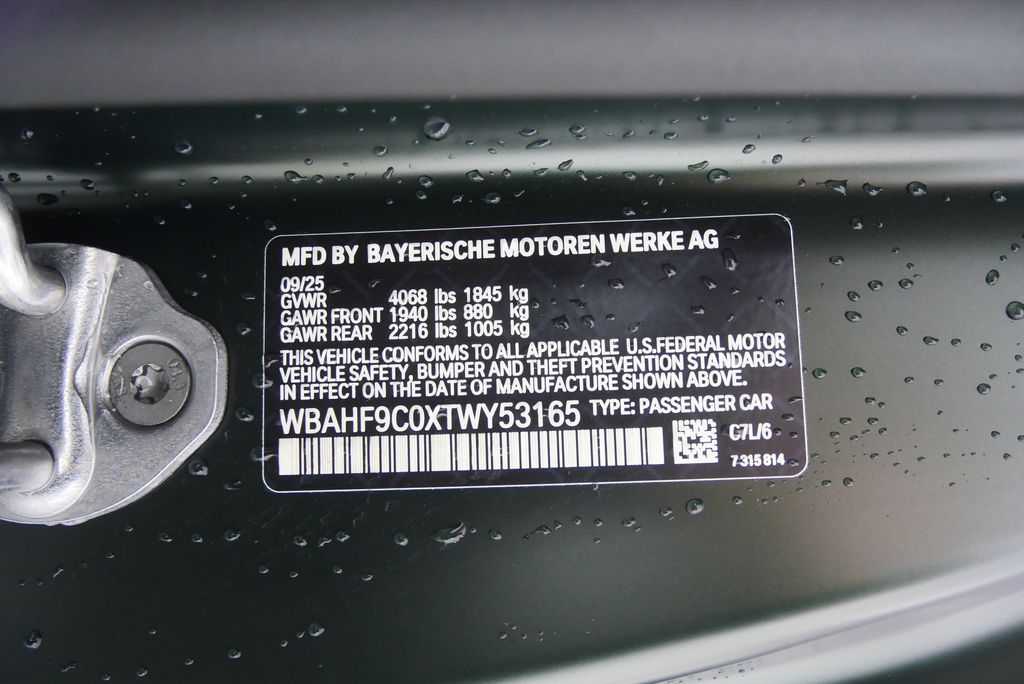 MFD BY BAYERISCHE MOTOREN WERKE AG
09/25
GVWR 4068 lbs 1845 kg
GAWR FRONT 1940 lbs 880 kg
GAWR REAR 2216 lbs 1005 kg
THIS VEHICLE CONFORMS TO ALL APPLICABLE U.S.FEDERAL MOTOR
VEHICLE SAFETY, BUMPER AND THEFT PREVENTION STANDARDS
IN EFFECT ON THE DATE OF MANUFACTURE SHOWN ABOVE.
WBAHF9C0XTWY53165 TYPE: PASSENGER CAR
C7L/6
7 315 814